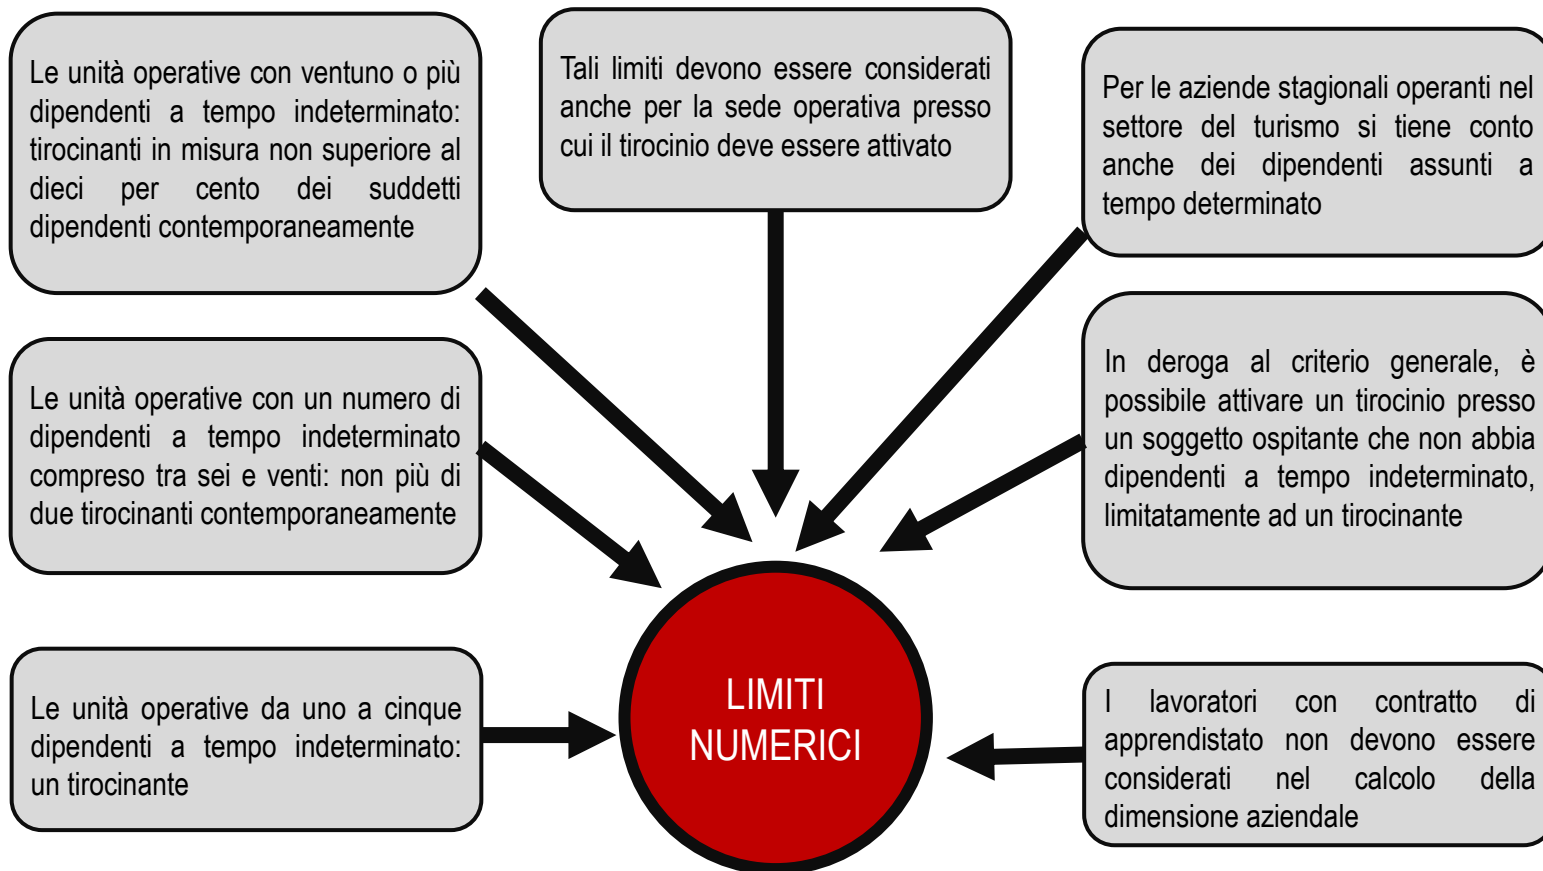 Le unità operative con ventuno o più
dipendenti a tempo indeterminato:
tirocinanti in misura non superiore al
dieci per cento dei suddetti
dipendenti contemporaneamente
Tali limiti devono essere considerati
anche per la sede operativa presso
cui il tirocinio deve essere attivato
Per le aziende stagionali operanti nel
settore del turismo si tiene conto
anche dei dipendenti assunti a
tempo determinato
Le unità operative con un numero di
dipendenti a tempo indeterminato
compreso tra sei e venti: non più di
due tirocinanti contemporaneamente
In deroga al criterio generale, è
possibile attivare un tirocinio presso
un soggetto ospitante che non abbia
dipendenti a tempo indeterminato,
limitatamente ad un tirocinante
Le unità operative da uno a cinque
dipendenti a tempo indeterminato:
un tirocinante
LIMITI
NUMERICI
I lavoratori con contratto di
apprendistato non devono essere
considerati nel calcolo della
dimensione aziendale